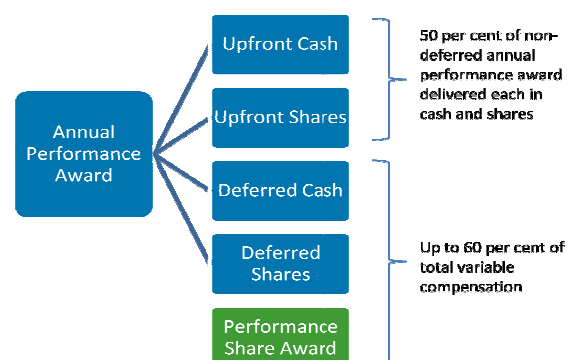 Annual
Performance
Award
Upfront Cash
Upfront Shares
Deferred Cash
Deferred
Shares
Performance
Share Award
50 per cent of non-
deferred annual
performance award
delivered each in
cash and shares
Up to 60 per cent of
total variable
compensation